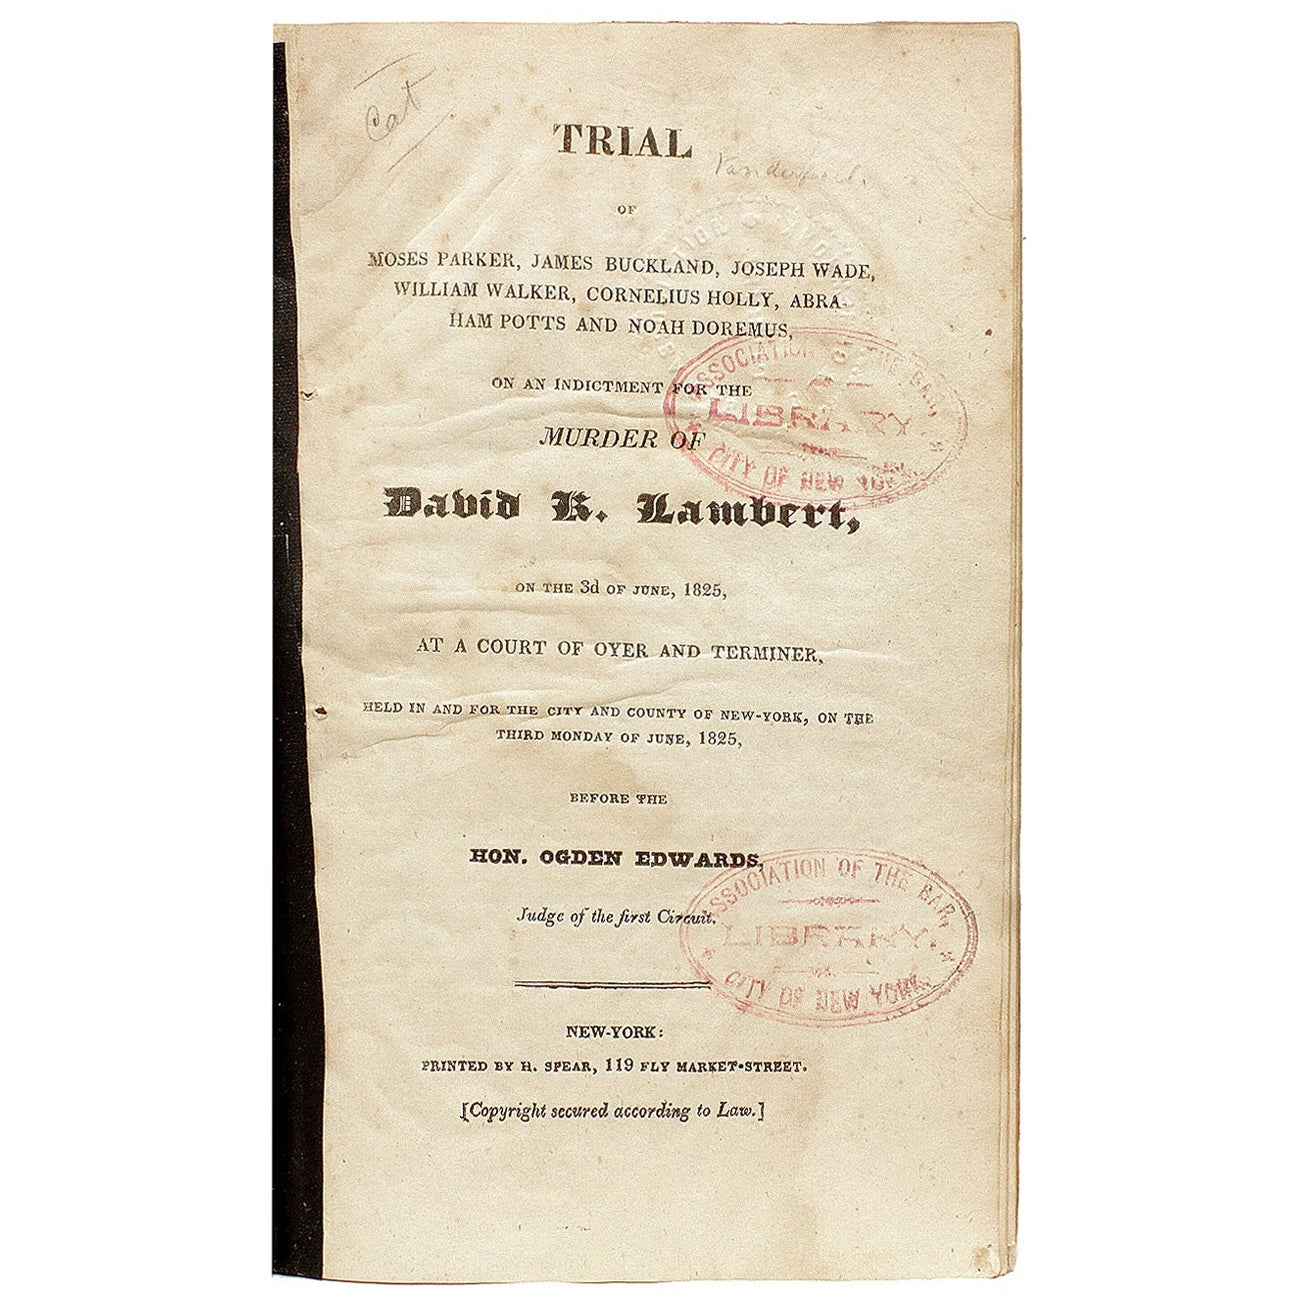 Cat
TRIAL
OF
MOSES PARKER, JAMES BUCKLAND, JOSEPH WADE,
WILLIAM WALKER, CORNELIUS HOLLY, ABRA-
HAM POTTS AND NOAH DOREMUS,
ON AN INDICTMENT FOR THE
MURDER OF
David K. Lambert,
ON THE 3d OF JUNE, 1825,
AT A COURT OF OYER AND TERMINER,
HELD IN AND FOR THE CITY AND COUNTY OF NEW-YORK, ON THE
THIRD MONDAY OF JUNE, 1825,
BEFORE THE
HON. OGDEN EDWARDS,
Judge of the first Circuit.
NEW-YORK:
PRINTED BY H. SPEAR, 119 FLY MARKET-STREET.
[Copyright secured according to Law.]
ASSOCIATION OF THE BAR,
LIBRARY
CITY OF NEW YORK.
ASSOCIATION OF THE BAR,
LIBRARY.
CITY OF NEW YORK.